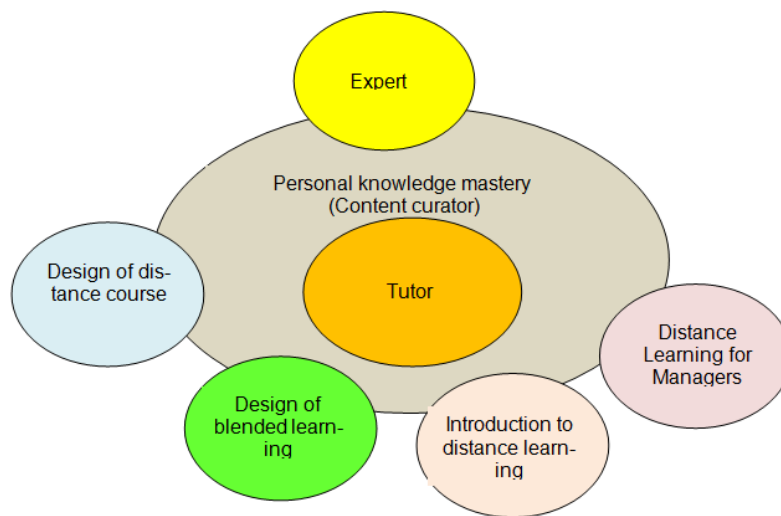 Expert
Personal knowledge mastery
(Content curator)
Design of dis-
tance course
Tutor
Distance
Learning for
Managers
Design of
blended learn-
ing
Introduction to
distance learn-
ing